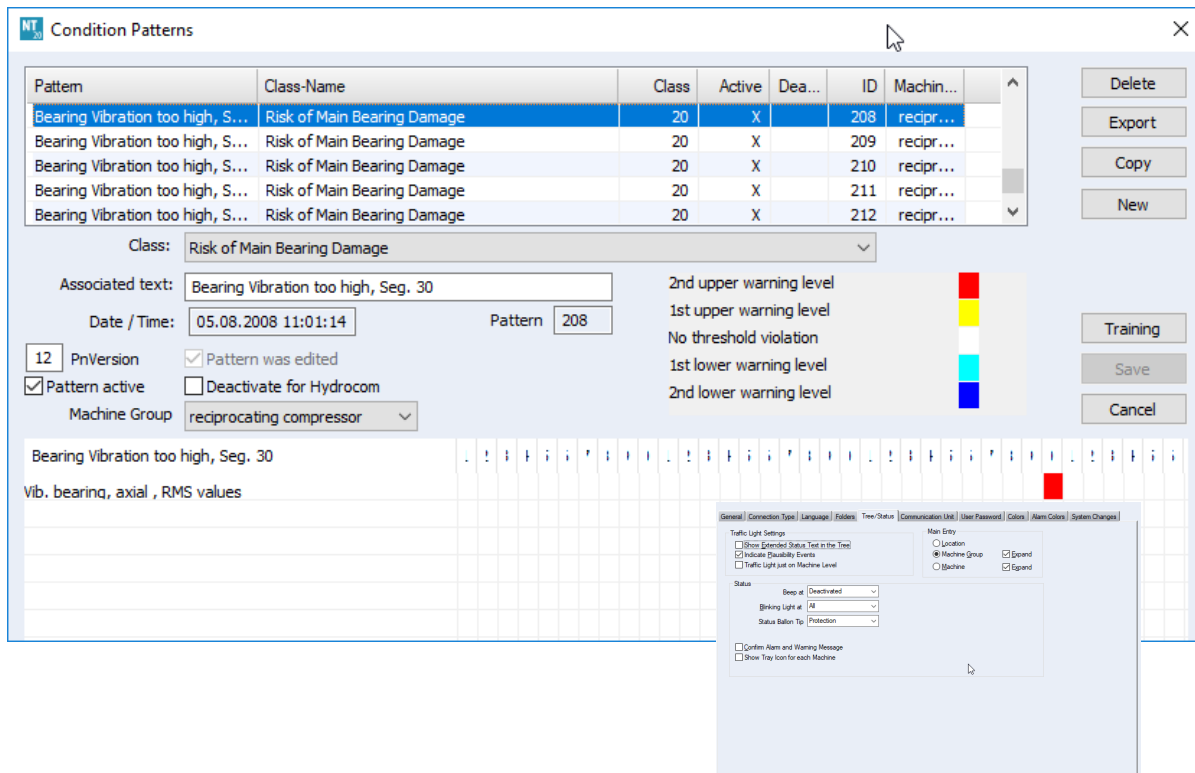 NT 20 Condition Patterns
Pattern Class-Name Class Active Dea... ID Machin...
Bearing Vibration too high, S... Risk of Main Bearing Damage 20 X 208 recipr...
Bearing Vibration too high, S... Risk of Main Bearing Damage 20 X 209 recipr...
Bearing Vibration too high, S... Risk of Main Bearing Damage 20 X 210 recipr...
Bearing Vibration too high, S... Risk of Main Bearing Damage 20 X 211 recipr...
Bearing Vibration too high, S... Risk of Main Bearing Damage 20 X 212 recipr...
Delete
Export
Copy
New
Class: Risk of Main Bearing Damage
Associated text: Bearing Vibration too high, Seg. 30
Date / Time: 05.08.2008 11:01:14 Pattern 208
12 PnVersion Pattern was edited
Pattern active Deactivate for Hydrocom
Machine Group reciprocating compressor
2nd upper warning level
1st upper warning level
No threshold violation
1st lower warning level
2nd lower warning level
Training
Save
Cancel
Bearing Vibration too high, Seg. 30
Vib. bearing, axial , RMS values
General Connection Type Language Folders Tree/Status Communication Unit User Password Colors Alarm Colors System Changes
Traffic Light Settings
Show Extended Status Text in the Tree
Indicate Plausibility Events
Traffic Light just on Machine Level
Main Entry
Location
Machine Group Expand
Machine Expand
Status
Beep at Deactivated
Blinking Light at All
Status Ballon Tip Protection
Confirm Alarm and Warning Message
Show Tray Icon for each Machine